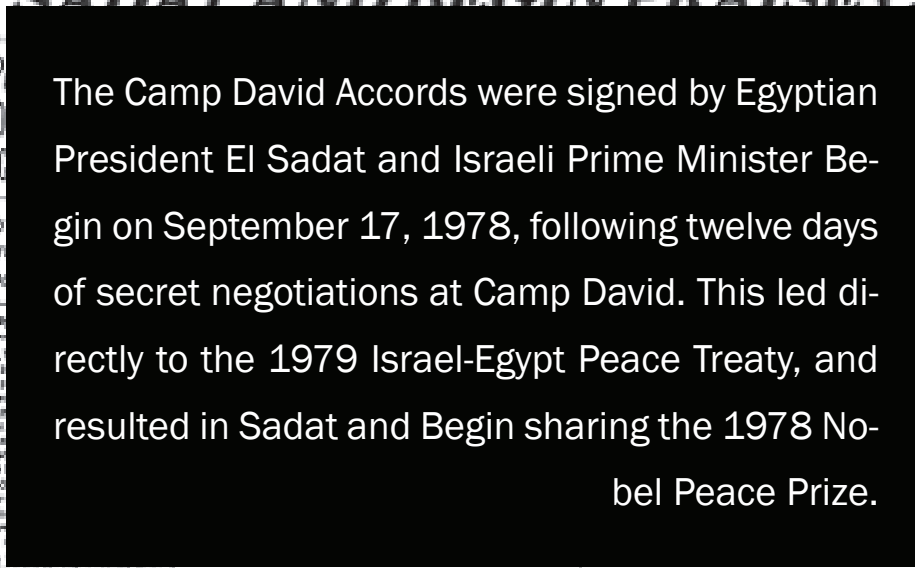 The Camp David Accords were signed by Egyptian
President El Sadat and Israeli Prime Minister Be-
gin on September 17, 1978, following twelve days
of secret negotiations at Camp David. This led di-
rectly to the 1979 Israel-Egypt Peace Treaty, and
resulted in Sadat and Begin sharing the 1978 No-
bel Peace Prize.